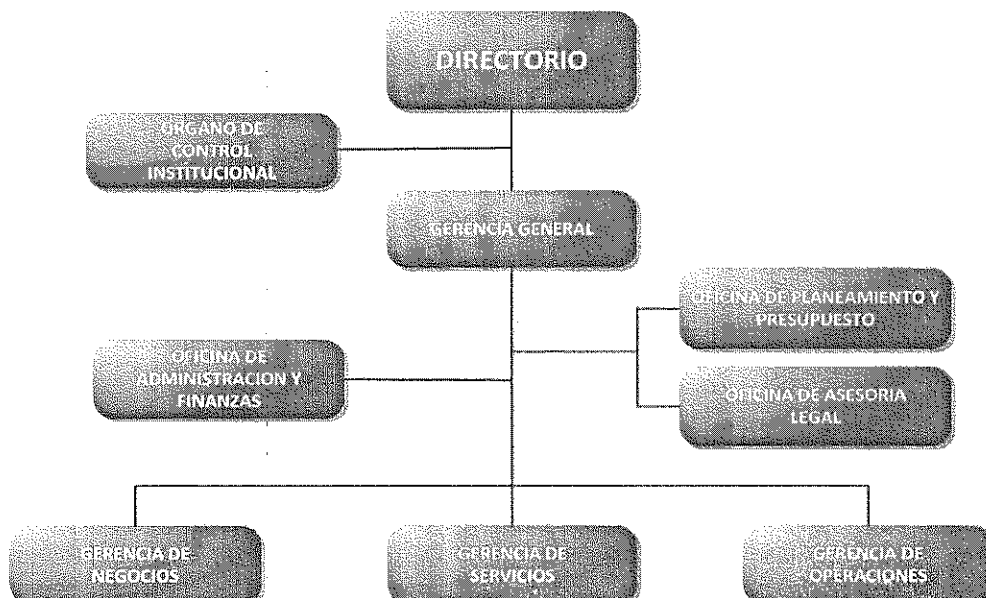 DIRECTORIO
ORGANO DE
CONTROL
INSTITUCIONAL
GERENCIA GENERAL
OFICINA DE PLANEAMIENTO Y
PRESUPUESTO
OFICINA DE
ADMINISTRACION Y
FINANZAS
OFICINA DE ASESORIA
LEGAL
GERENCIA DE
NEGOCIOS
GERENCIA DE
SERVICIOS
GERENCIA DE
OPERACIONES